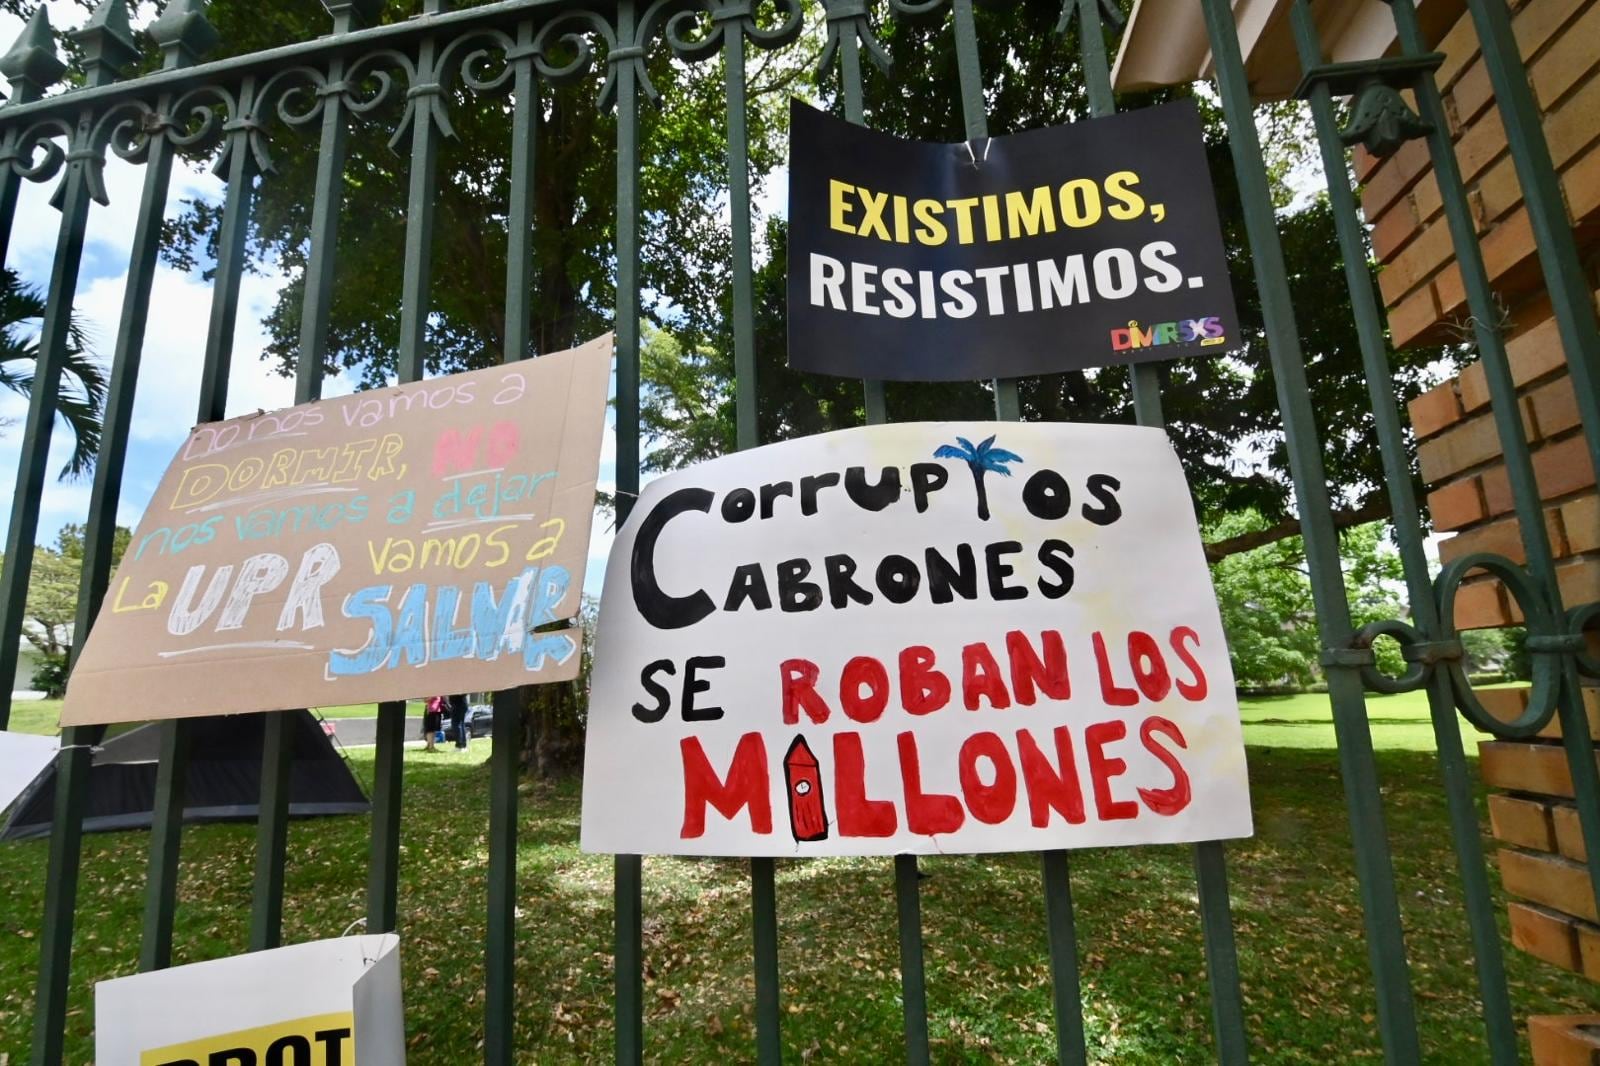 EXISTIMOS,
RESISTIMOS.
no nos vamos a
DORMIR, NO
nos vamos a dejar
La UPR vamos a
SALVAR
CorrupTos
CABRONES
SE ROBAN LOS
MILLONES